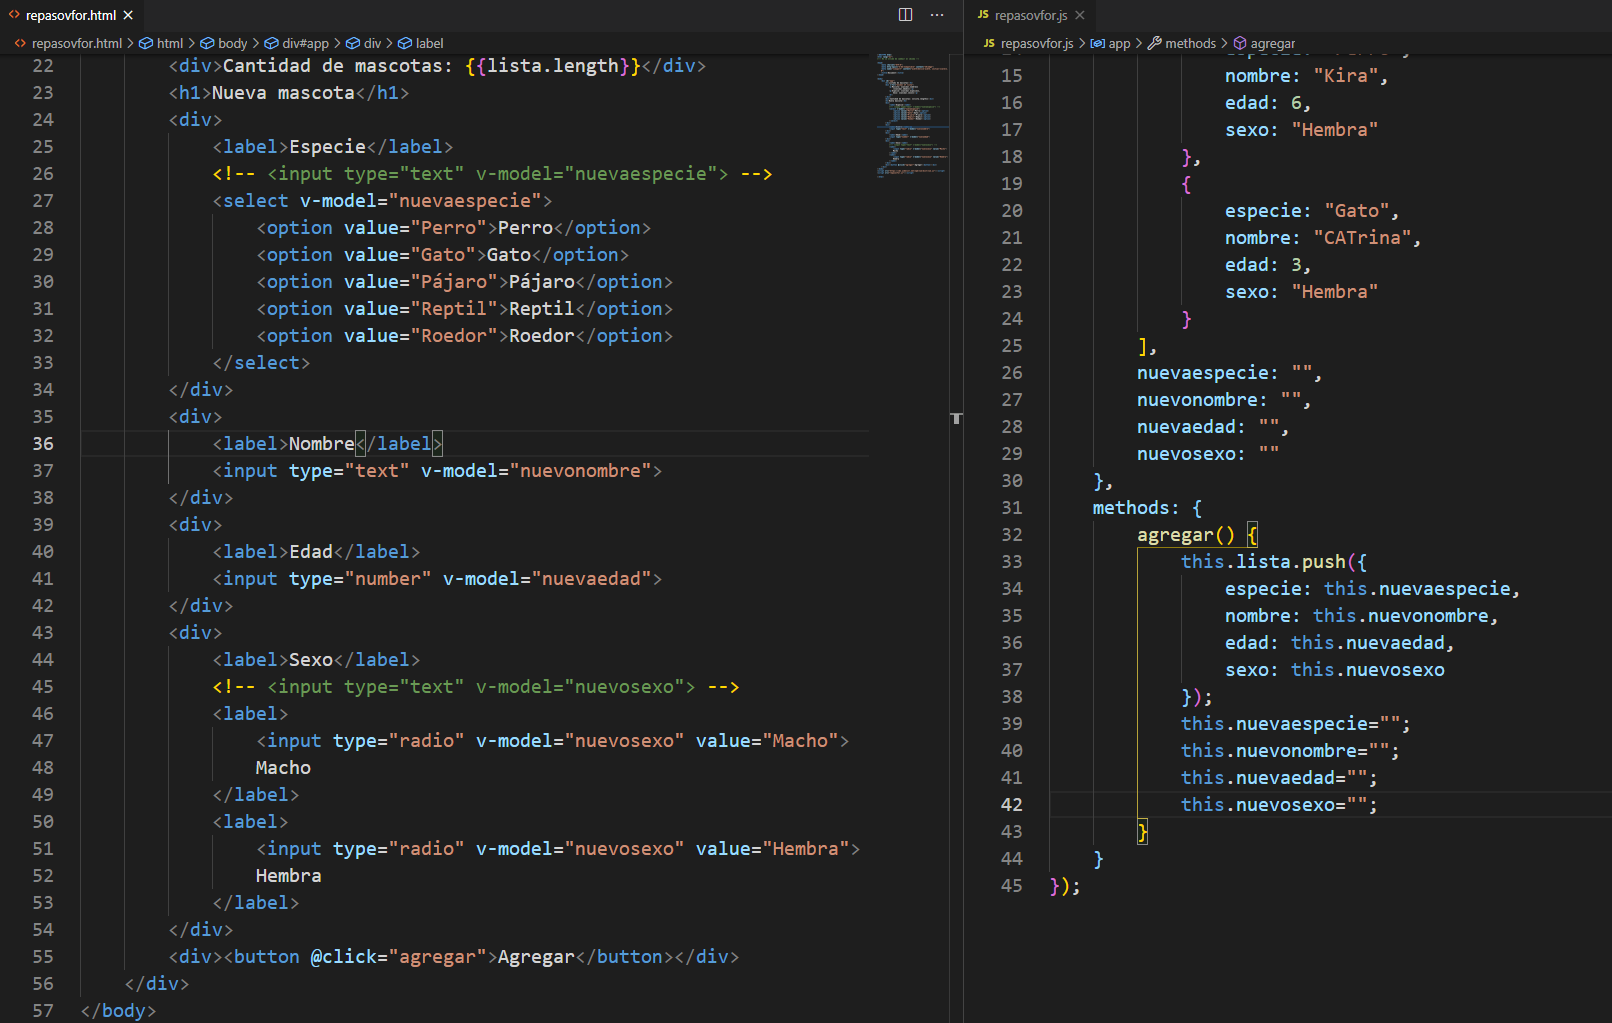 repasovfor.html
repasovfor.html > html > body > div#app > div > label
22 <div>Cantidad de mascotas: {{lista.length}}</div>
23 <h1>Nueva mascota</h1>
24 <div>
25 <label>Especie</label>
26 <!-- <input type="text" v-model="nuevaespecie"> -->
27 <select v-model="nuevaespecie">
28 <option value="Perro">Perro</option>
29 <option value="Gato">Gato</option>
30 <option value="Pájaro">Pájaro</option>
31 <option value="Reptil">Reptil</option>
32 <option value="Roedor">Roedor</option>
33 </select>
34 </div>
35 <div>
36 <label>Nombre</label>
37 <input type="text" v-model="nuevonombre">
38 </div>
39 <div>
40 <label>Edad</label>
41 <input type="number" v-model="nuevaedad">
42 </div>
43 <div>
44 <label>Sexo</label>
45 <!-- <input type="text" v-model="nuevosexo"> -->
46 <label>
47 <input type="radio" v-model="nuevosexo" value="Macho">
48 Macho
49 </label>
50 <label>
51 <input type="radio" v-model="nuevosexo" value="Hembra">
52 Hembra
53 </label>
54 </div>
55 <div><button @click="agregar">Agregar</button></div>
56 </div>
57 </body>
JS repasovfor.js
JS repasovfor.js > app > methods > agregar
15 nombre: "Kira",
16 edad: 6,
17 sexo: "Hembra"
18 },
19 {
20 especie: "Gato",
21 nombre: "CATrina",
22 edad: 3,
23 sexo: "Hembra"
24 }
25 ],
26 nuevaespecie: "",
27 nuevonombre: "",
28 nuevaedad: "",
29 nuevosexo: ""
30 },
31 methods: {
32 agregar() {
33 this.lista.push({
34 especie: this.nuevaespecie,
35 nombre: this.nuevonombre,
36 edad: this.nuevaedad,
37 sexo: this.nuevosexo
38 });
39 this.nuevaespecie="";
40 this.nuevonombre="";
41 this.nuevaedad="";
42 this.nuevosexo="";
43 }
44 }
45 });